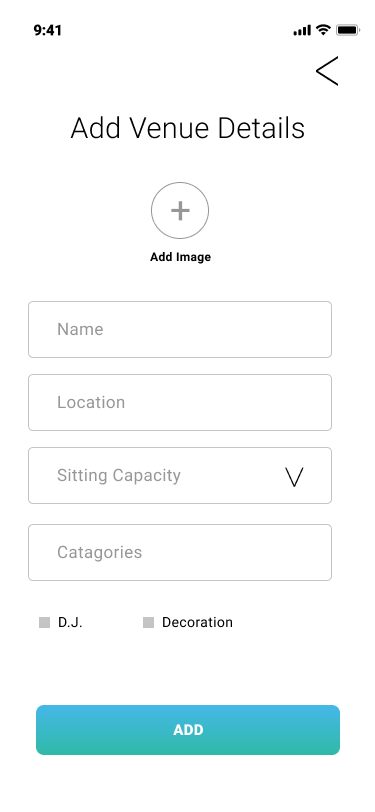 9:41
Add Venue Details
Add Image
Name
Location
Sitting Capacity
Catagories
D.J. Decoration
ADD